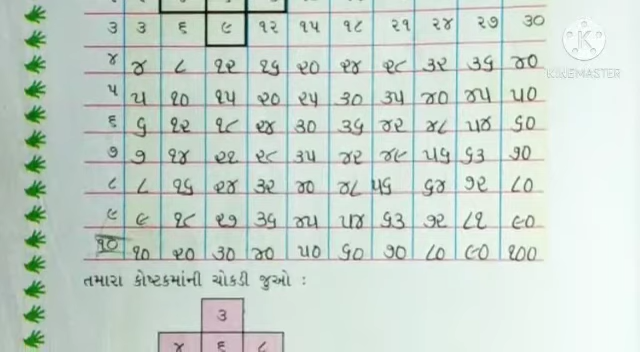 ૩ ૩ ૬ ૯ ૧૨ ૧૫ ૧૮ ૨૧ ૨૪ ૨૭ ૩૦
KINEMASTER
૪ ૪ ૮ ૧૨ ૧૬ ૨૦ ૨૪ ૨૮ ૩૨ ૩૬ ૪૦
૫ ૫ ૧૦ ૧૫ ૨૦ ૨૫ ૩૦ ૩૫ ૪૦ ૪૫ ૫૦
૬ ૬ ૧૨ ૧૮ ૨૪ ૩૦ ૩૬ ૪૨ ૪૮ ૫૪ ૬૦
૭ ૭ ૧૪ ૨૧ ૨૮ ૩૫ ૪૨ ૪૯ ૫૬ ૬૩ ૭૦
૮ ૮ ૧૬ ૨૪ ૩૨ ૪૦ ૪૮ ૫૬ ૬૪ ૭૨ ૮૦
૯ ૯ ૧૮ ૨૭ ૩૬ ૪૫ ૫૪ ૬૩ ૭૨ ૮૧ ૯૦
૧૦ ૧૦ ૨૦ ૩૦ ૪૦ ૫૦ ૬૦ ૭૦ ૮૦ ૯૦ ૧૦૦
તમારા કોષ્ટકમાંની ચોકડી જુઓ :
૩
૪ ૬ ૮